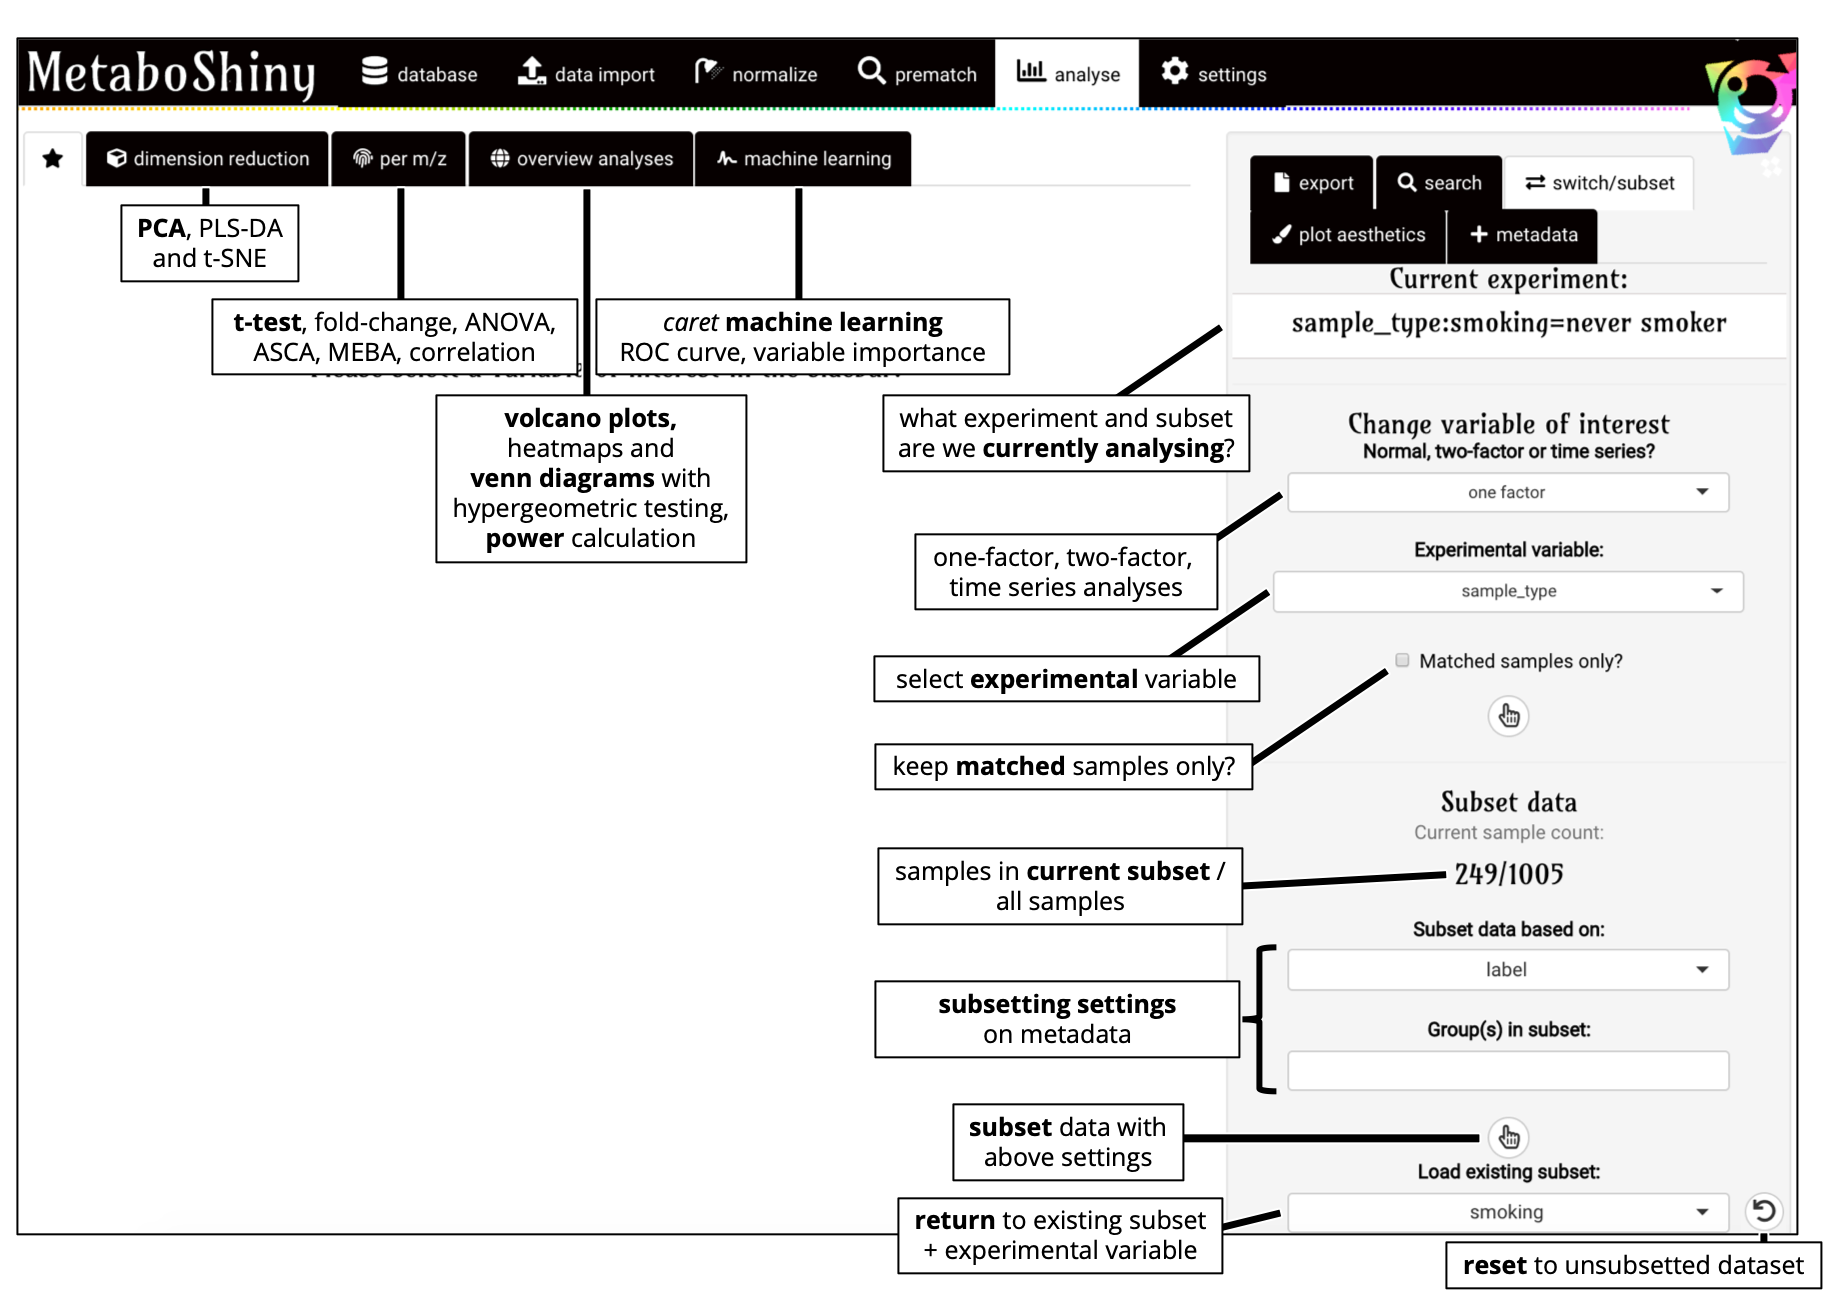 MetaboShiny
database
data import
normalize
prematch
analyse
settings
dimension reduction
per m/z
overview analyses
machine learning
export
search
switch/subset
plot aesthetics
metadata
PCA, PLS-DA
and t-SNE
t-test, fold-change, ANOVA,
ASCA, MEBA, correlation
caret machine learning
ROC curve, variable importance
volcano plots,
heatmaps and
venn diagrams with
hypergeometric testing,
power calculation
Current experiment:
sample_type:smoking=never smoker
what experiment and subset
are we currently analysing?
Change variable of interest
Normal, two-factor or time series?
one factor
one-factor, two-factor,
time series analyses
Experimental variable:
sample_type
select experimental variable
Matched samples only?
keep matched samples only?
Subset data
Current sample count:
249/1005
samples in current subset /
all samples
Subset data based on:
label
subsetting settings
on metadata
Group(s) in subset:
subset data with
above settings
Load existing subset:
smoking
return to existing subset
+ experimental variable
reset to unsubsetted dataset